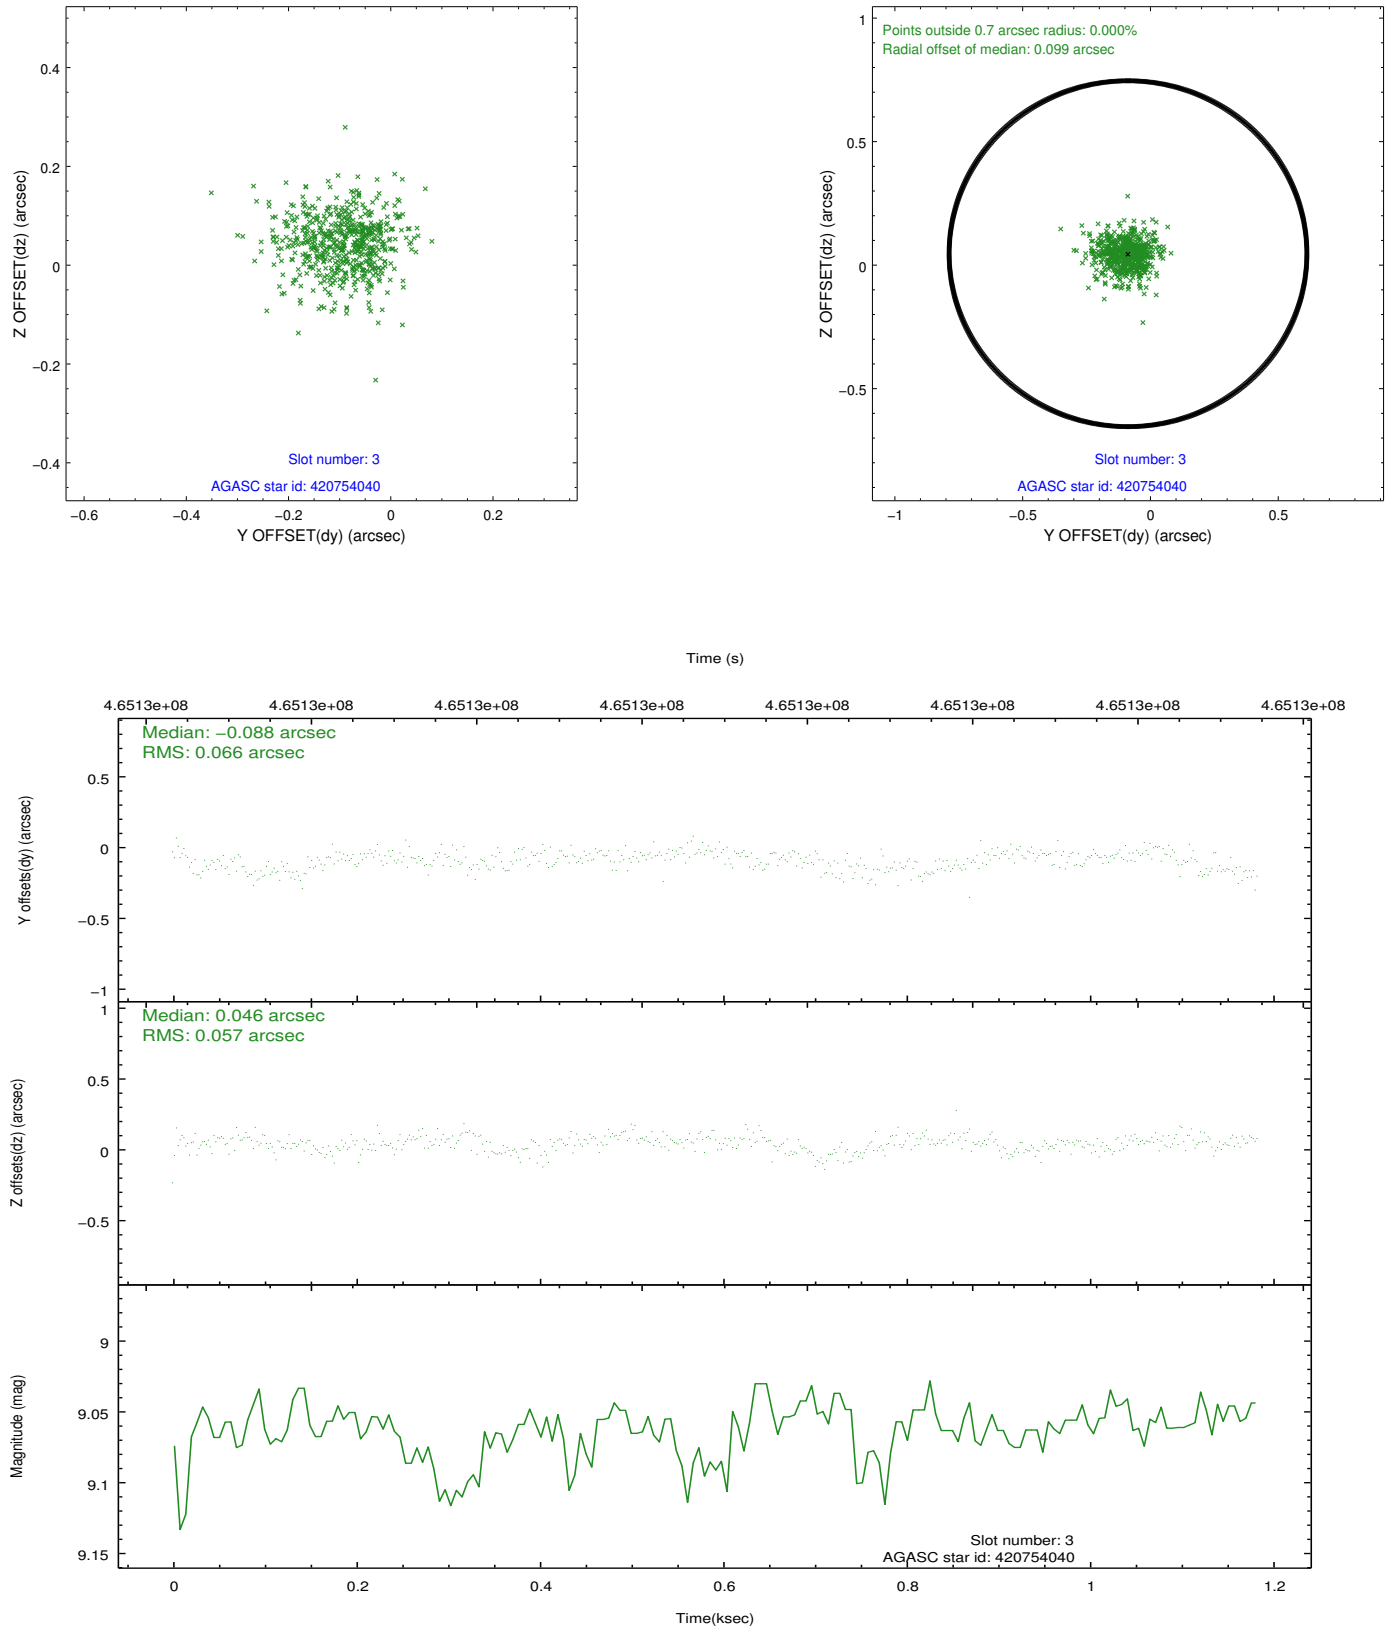 0.4
0.2
0
−0.2
−0.4
Z OFFSET(dz) (arcsec)
Slot number: 3
AGASC star id: 420754040
−0.6
−0.4
−0.2
0
0.2
Y OFFSET(dy) (arcsec)
Points outside 0.7 arcsec radius: 0.000%
Radial offset of median: 0.099 arcsec
1
0.5
0
−0.5
Z OFFSET(dz) (arcsec)
Slot number: 3
AGASC star id: 420754040
−1
−0.5
0
0.5
Y OFFSET(dy) (arcsec)
Time (s)
4.6513e+08
4.6513e+08
4.6513e+08
4.6513e+08
4.6513e+08
4.6513e+08
4.6513e+08
4.6513e+08
Median: −0.088 arcsec
RMS: 0.066 arcsec
0.5
0
−0.5
−1
Y offsets(dy) (arcsec)
Median: 0.046 arcsec
RMS: 0.057 arcsec
1
0.5
0
−0.5
Z offsets(dz) (arcsec)
9
9.05
9.1
9.15
Magnitude (mag)
Slot number: 3
AGASC star id: 420754040
0
0.2
0.4
0.6
0.8
1
1.2
Time(ksec)